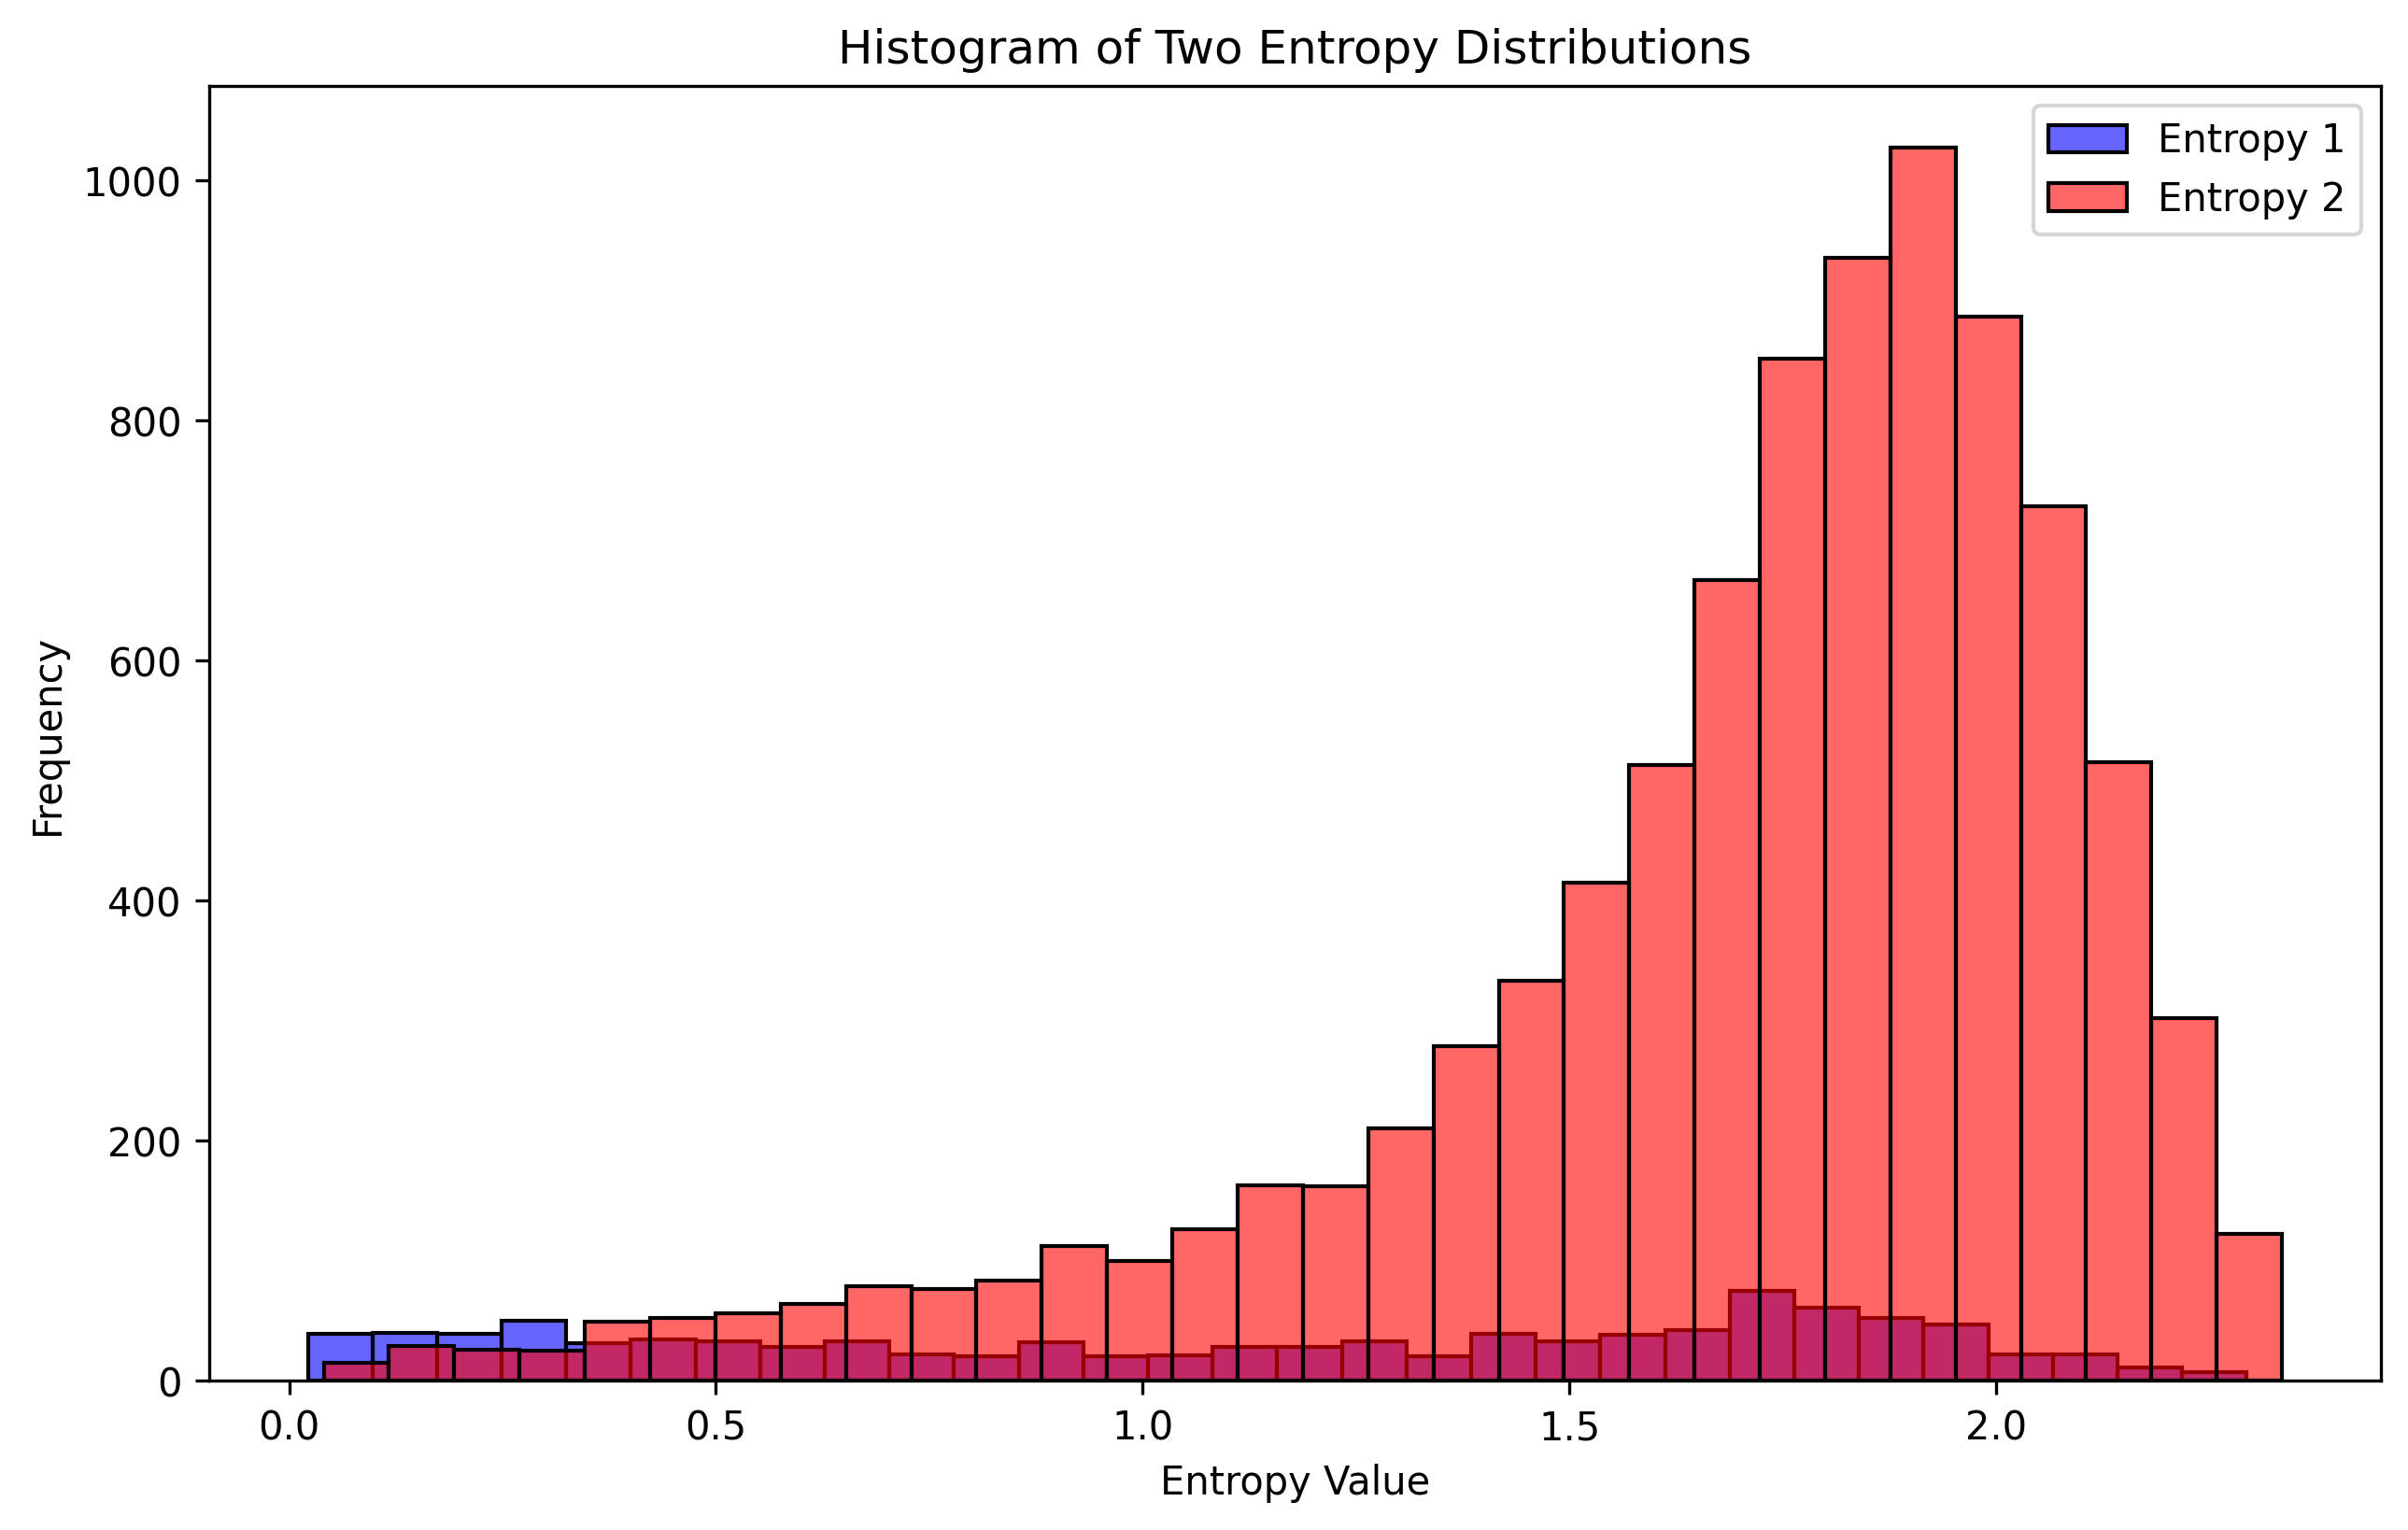 Histogram of Two Entropy Distributions
Entropy 1
Entropy 2
1000
800
600
400
200
0
Frequency
0.0 0.5 1.0 1.5 2.0
Entropy Value